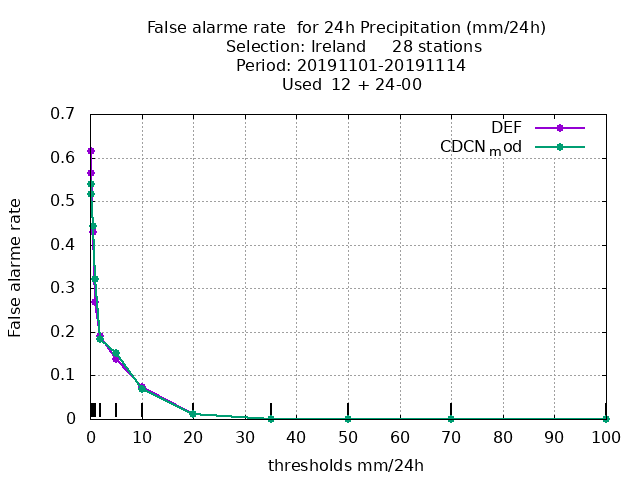 False alarme rate  for 24h Precipitation (mm/24h)
Selection: Ireland     28 stations
Period: 20191101-20191114
Used  12 + 24-00
DEF
CDCN_mod
False alarme rate
0.7
0.6
0.5
0.4
0.3
0.2
0.1
0
0 10 20 30 40 50 60 70 80 90 100
thresholds mm/24h